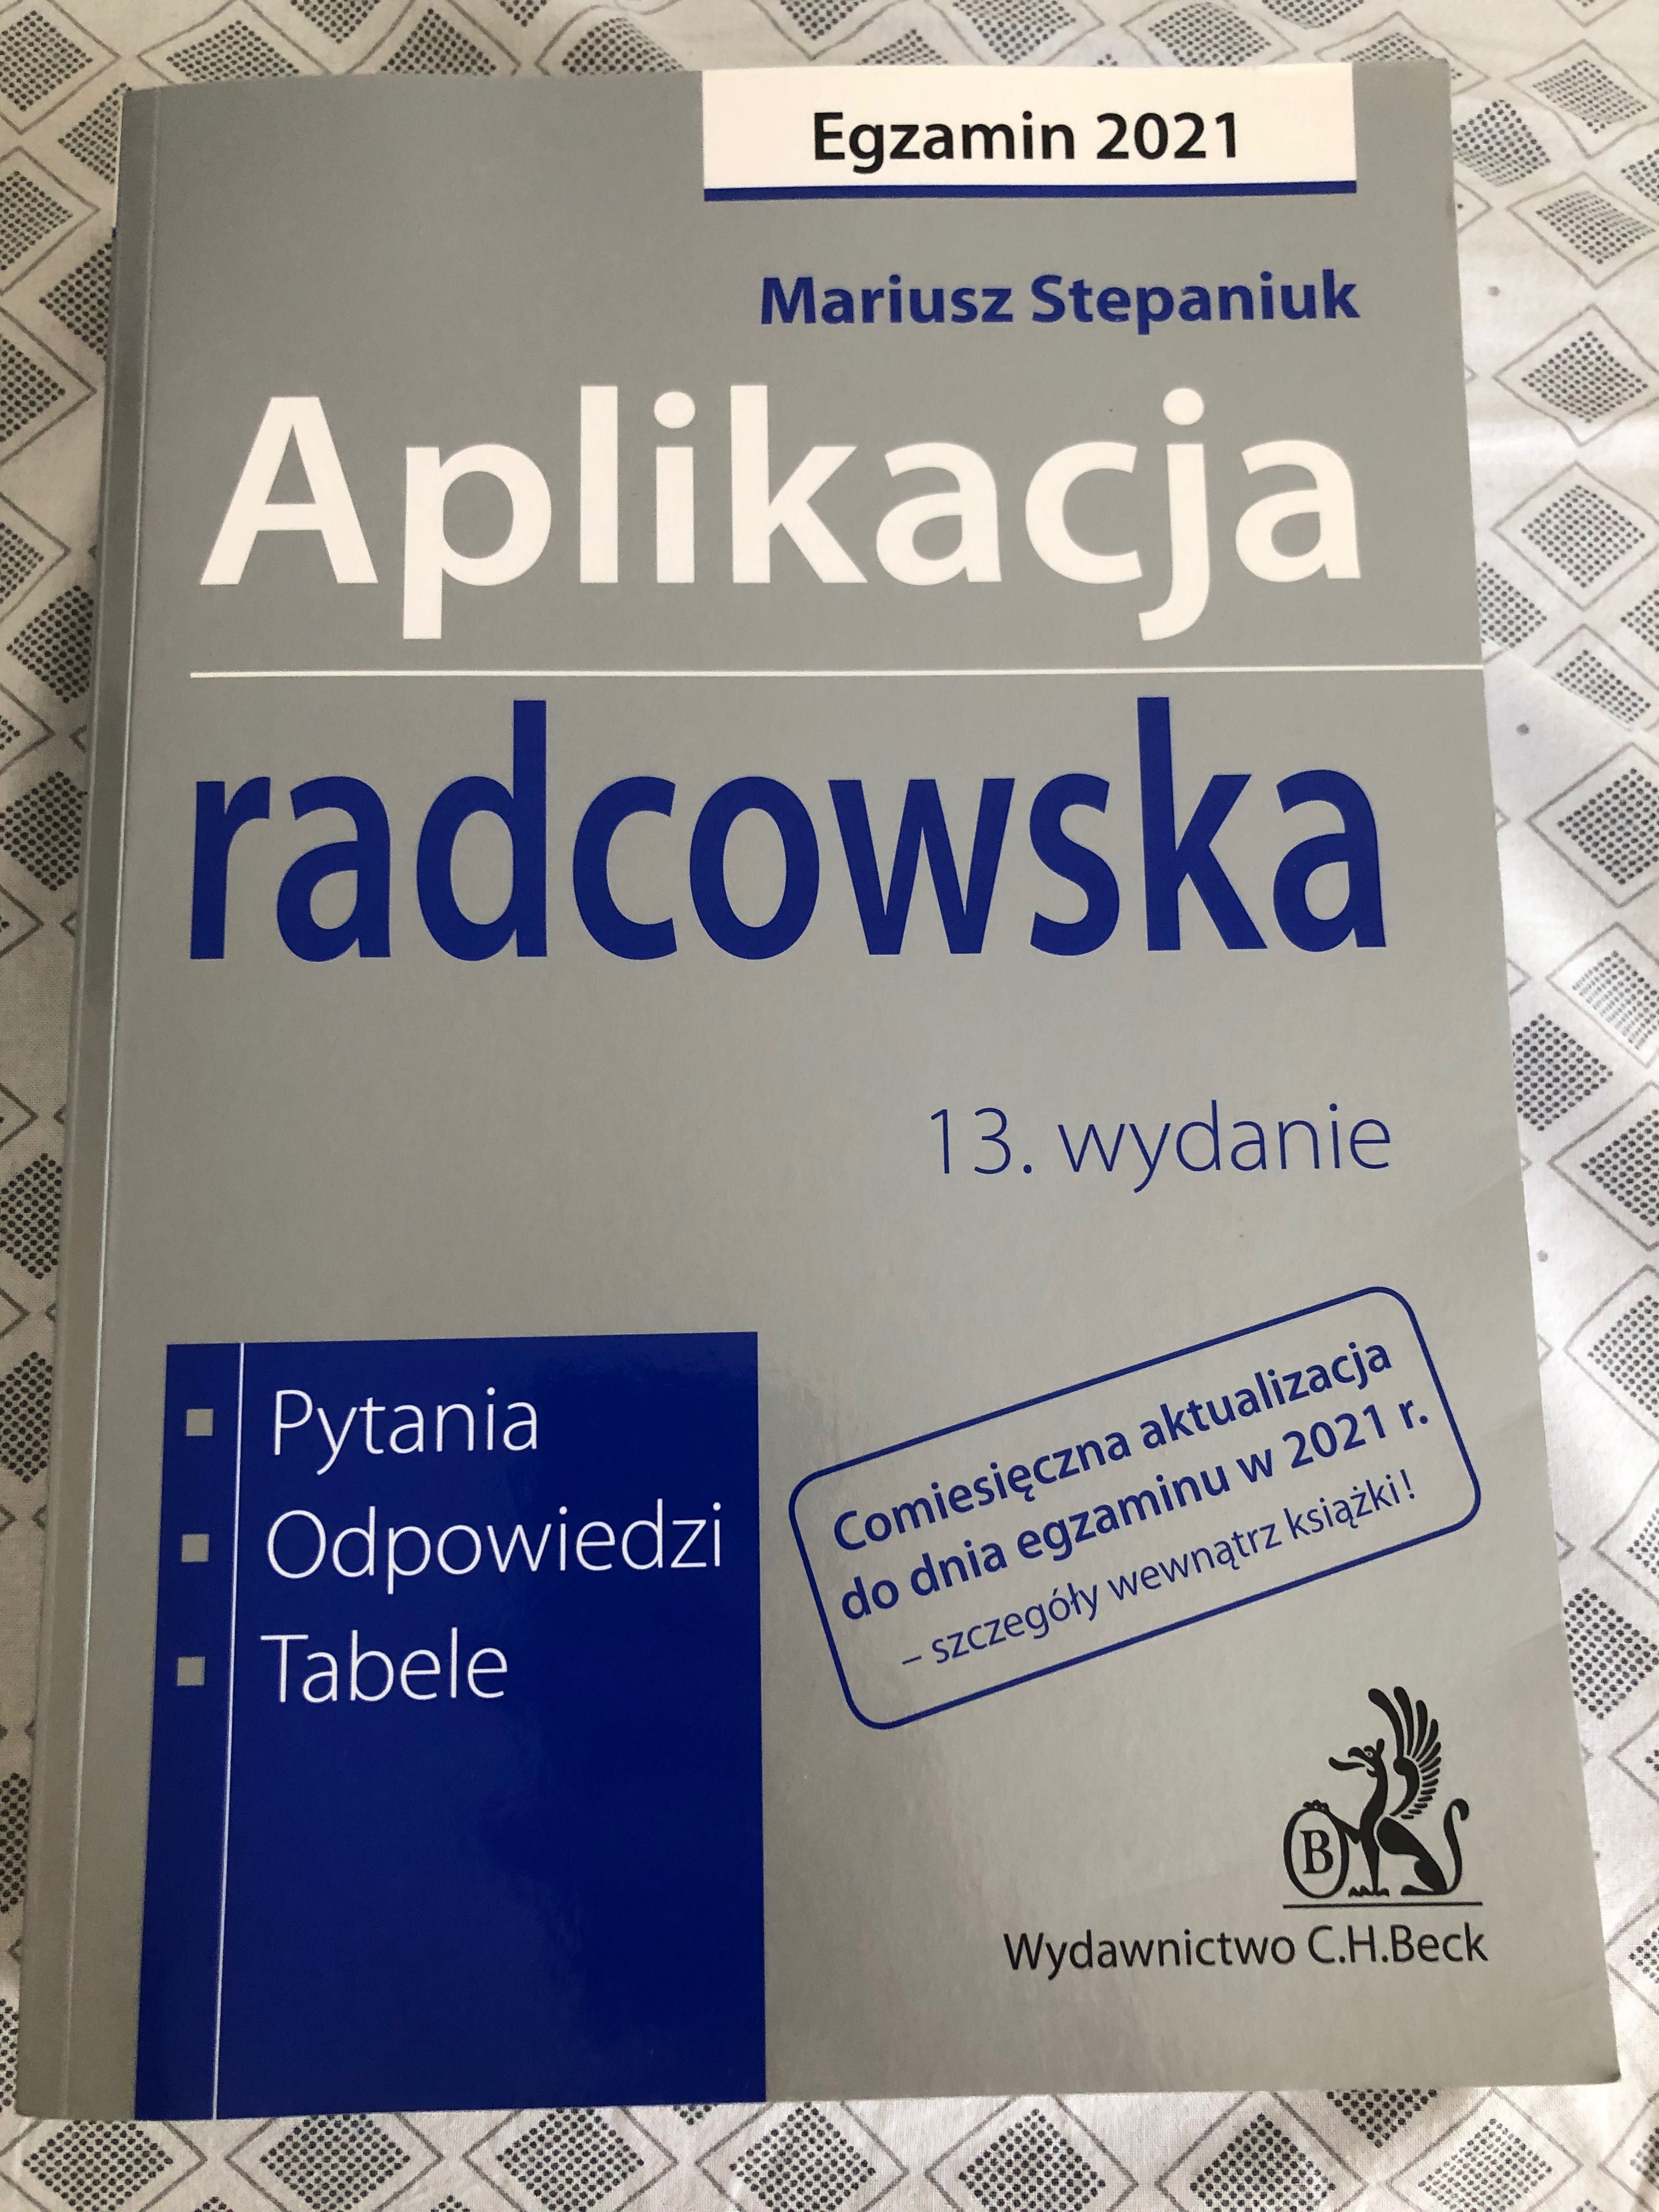 Egzamin 2021
Mariusz Stepaniuk
Aplikacja
radcowska
13. wydanie
Pytania
Odpowiedzi
Tabele
Comiesięczna aktualizacja
do dnia egzaminu w 2021 r.
– szczegóły wewnątrz książki!
B
Wydawnictwo C.H.Beck